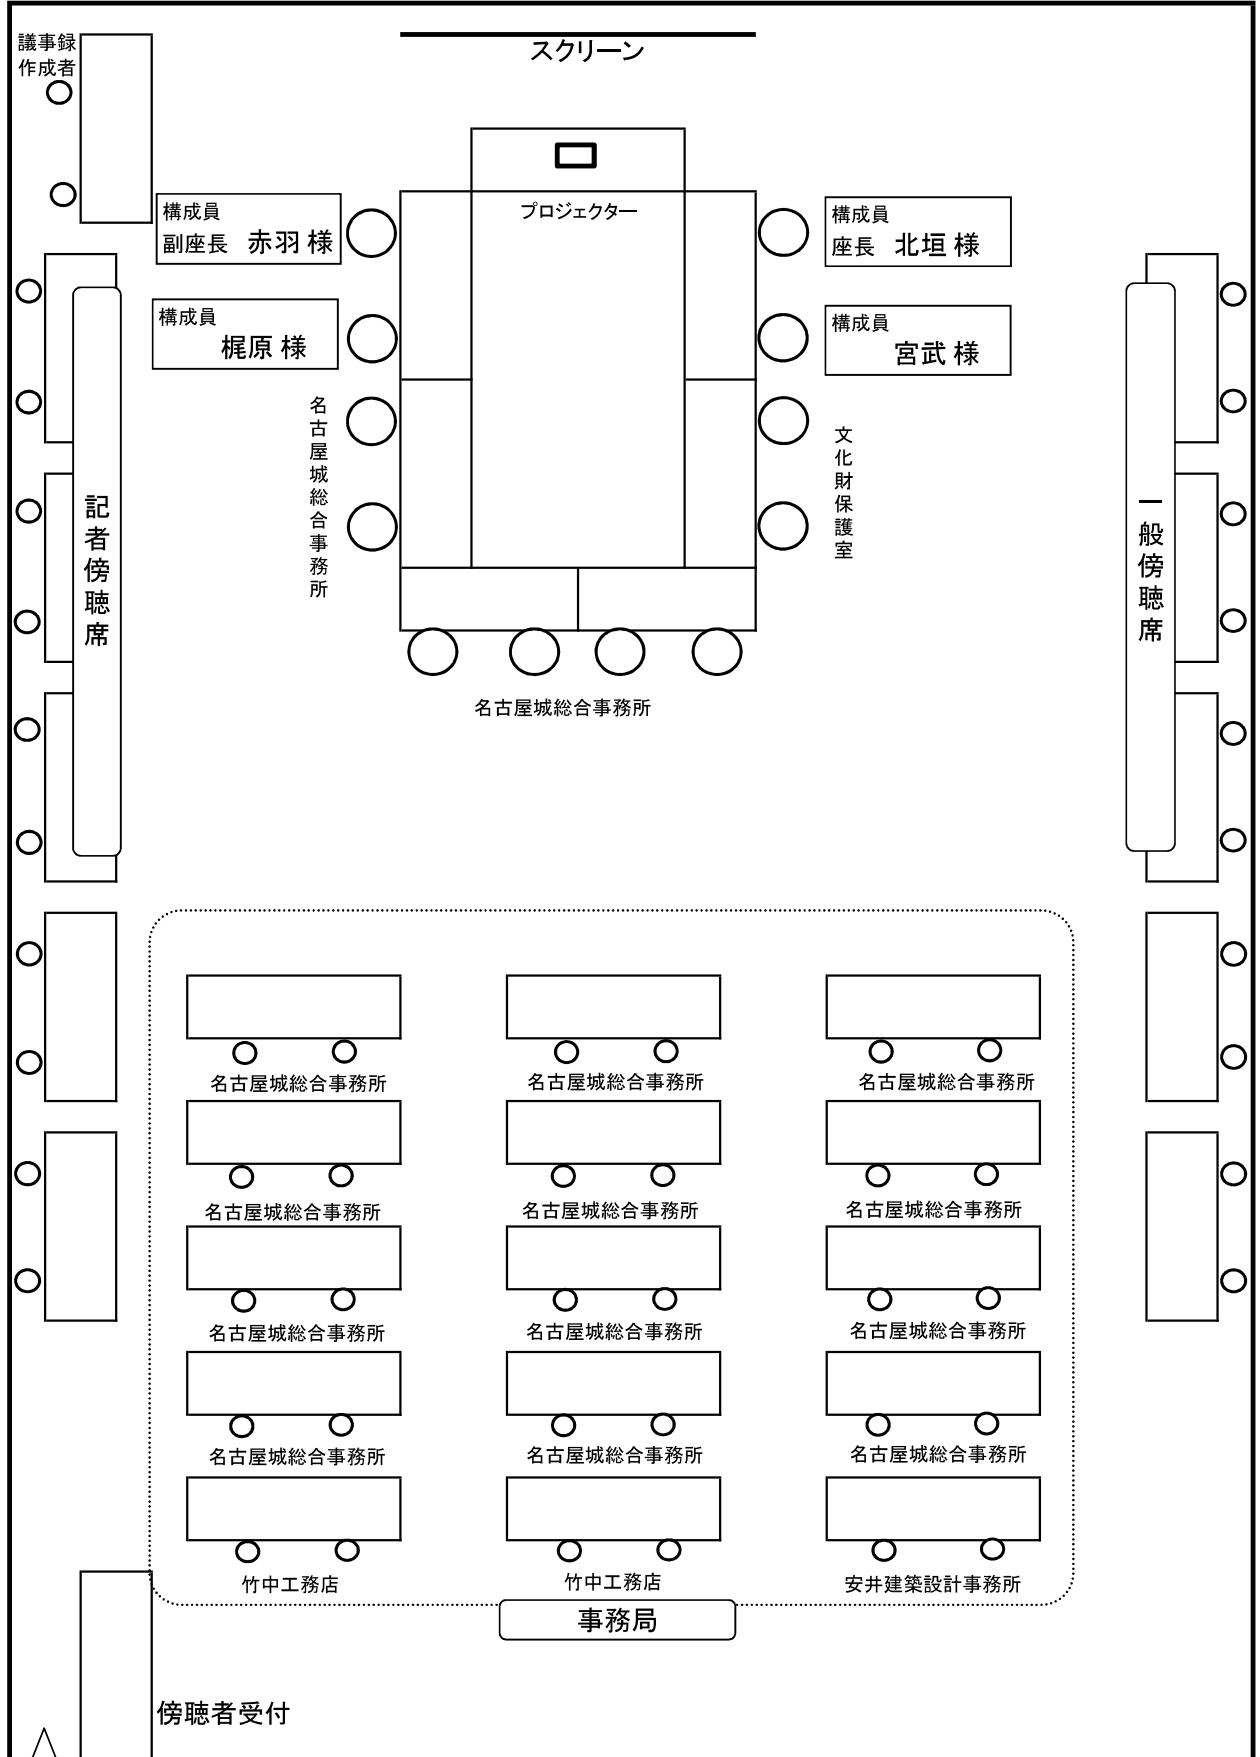 スクリーン
議事録
作成者
プロジェクター
構成員
副座長 赤羽 様
構成員
座長 北垣 様
構成員
梶原 様
構成員
宮武 様
名古屋城総合事務所
文化財保護室
記者傍聴席
一般傍聴席
名古屋城総合事務所
名古屋城総合事務所
名古屋城総合事務所
名古屋城総合事務所
名古屋城総合事務所
名古屋城総合事務所
名古屋城総合事務所
名古屋城総合事務所
名古屋城総合事務所
名古屋城総合事務所
名古屋城総合事務所
名古屋城総合事務所
名古屋城総合事務所
竹中工務店
竹中工務店
安井建築設計事務所
事務局
傍聴者受付